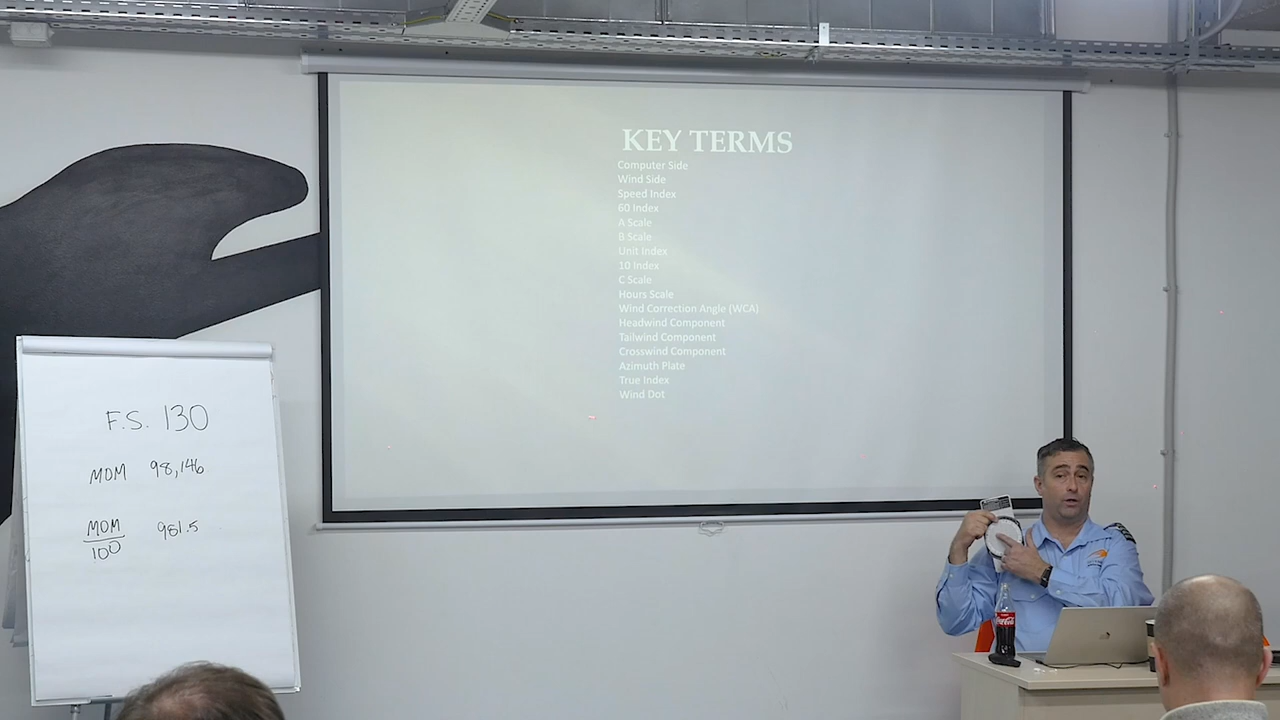 KEY TERMS
Computer Side
Wind Side
Speed Index
60 Index
A Scale
B Scale
Unit Index
10 Index
C Scale
Hours Scale
Wind Correction Angle (WCA)
Headwind Component
Tailwind Component
Crosswind Component
Azimuth Plate
True Index
Wind Dot
F.S. 130
MOM 98,146
MOM 981.5
100
Coca-Cola